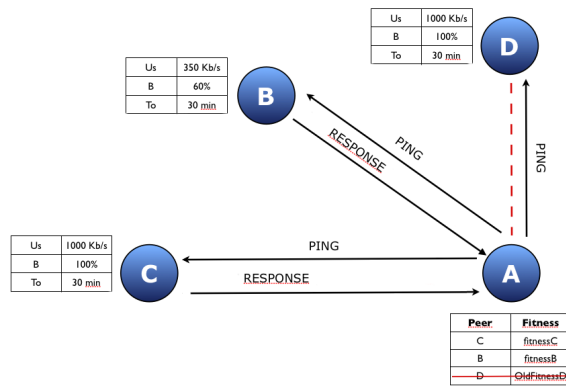 Us 1000 Kb/s
B 100%
To 30 min
D
Us 350 Kb/s
B 60%
To 30 min
B
RESPONSE
PING
PING
Us 1000 Kb/s
B 100%
To 30 min
C
PING
RESPONSE
A
Peer Fitness
C fitnessC
B fitnessB
D OldFitnessD